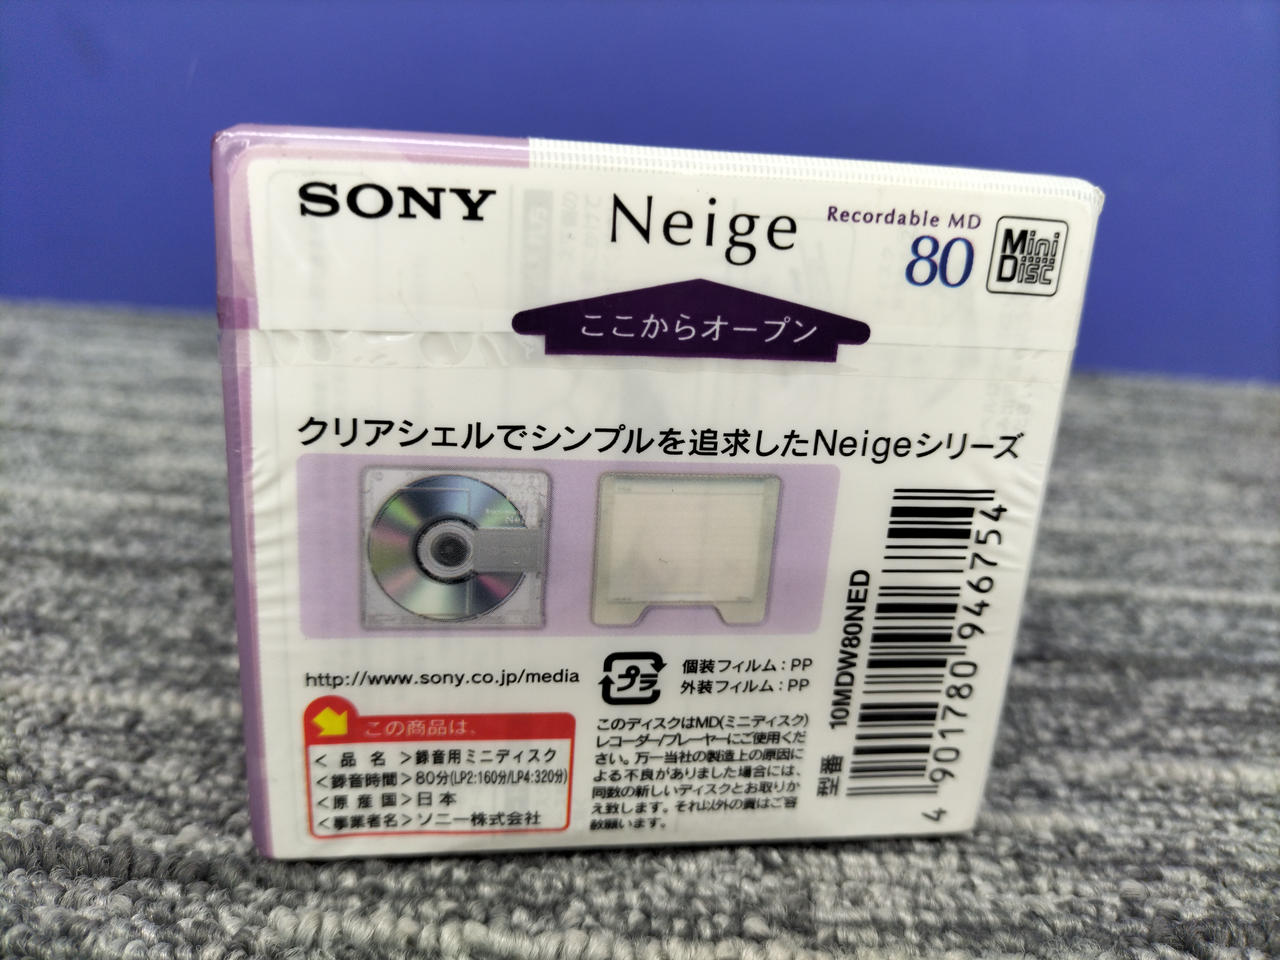 SONY
Neige
Recordable MD
80
Mini
Disc
ここからオープン
クリアシェルでシンプルを追求したNeigeシリーズ
http://www.sony.co.jp/media
プラ
個装フィルム：PP
外装フィルム：PP
この商品は、
<品 名>録音用ミニディスク
<録音時間>80分(LP2:160分/LP4:320分)
<原産国>日本
<事業者名>ソニー株式会社
このディスクはMD(ミニディスク)
レコーダー/プレーヤーにご使用くだ
さい。万一当社の製造上の原因に
よる不良がありました場合には、
同数の新しいディスクとお取りか
え致します。それ以外の責はご容
赦願います。
型番 10MDW80NED
4 901780 946754